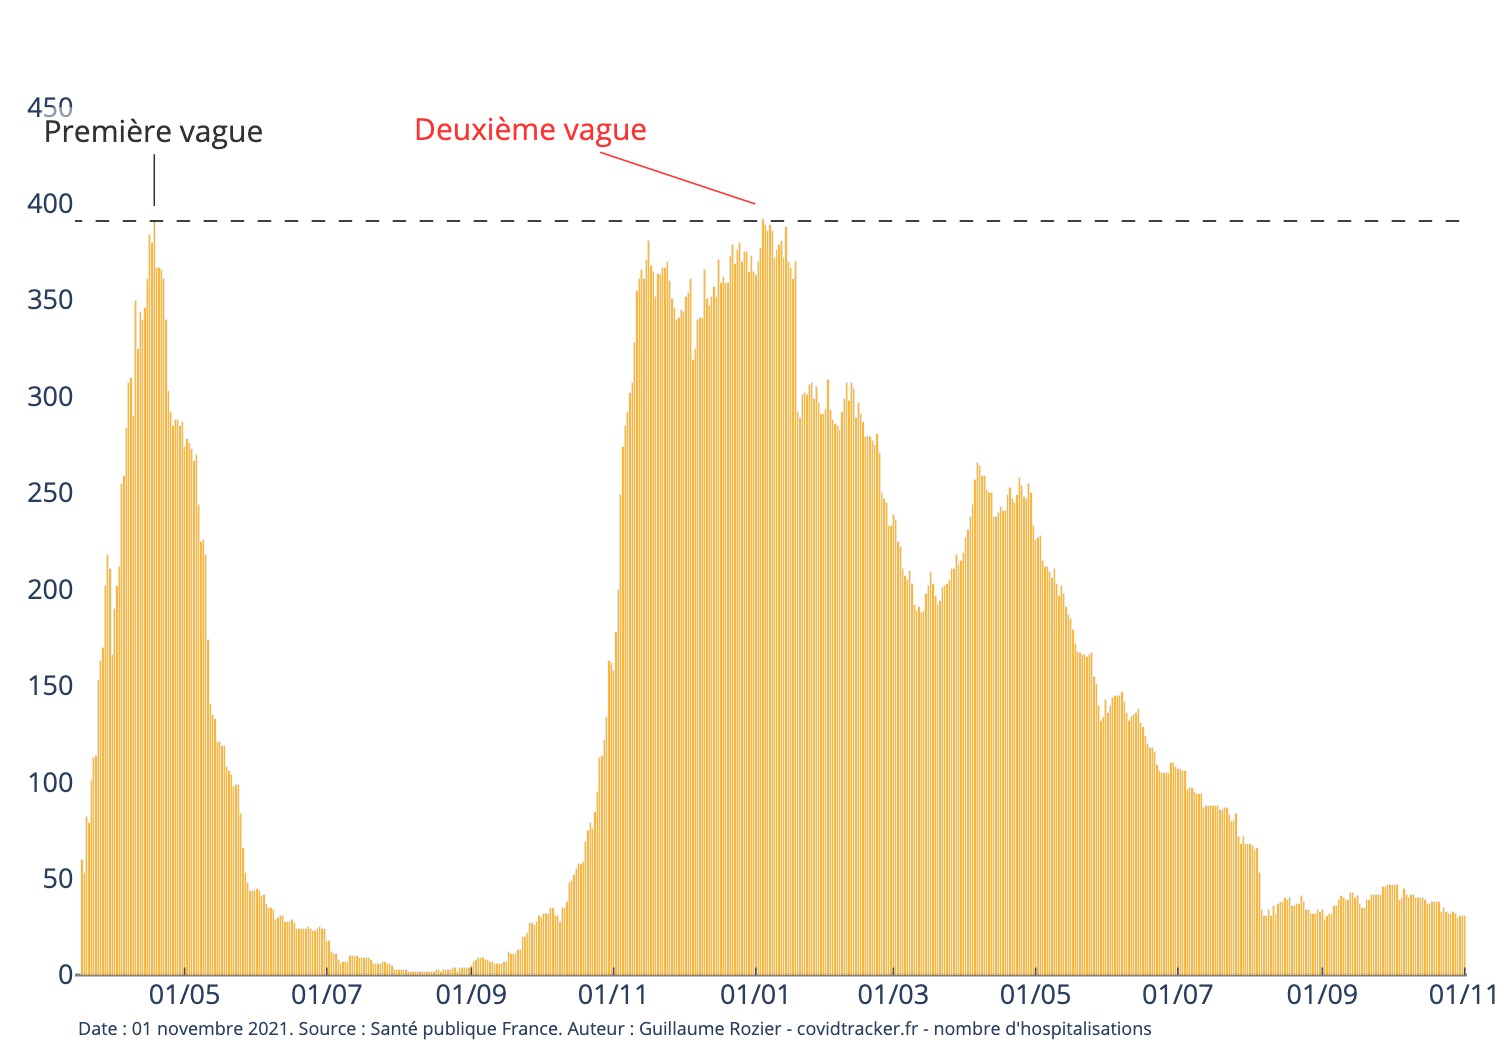 450
Première vague
Deuxième vague
400
350
300
250
200
150
100
50
0
01/05 01/07 01/09 01/11 01/01 01/03 01/05 01/07 01/09 01/11
Date : 01 novembre 2021. Source : Santé publique France. Auteur : Guillaume Rozier - covidtracker.fr - nombre d'hospitalisations